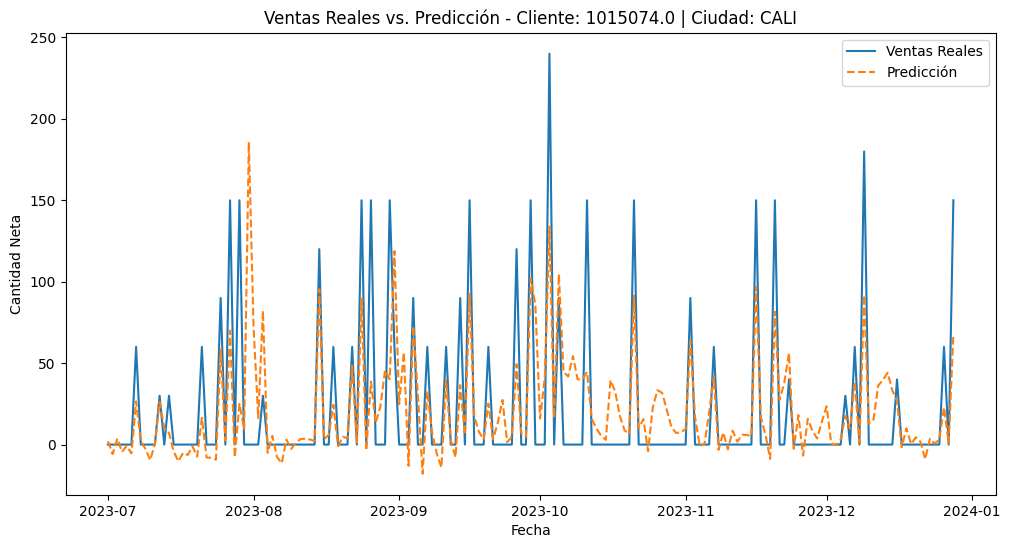 Ventas Reales vs. Predicción - Cliente: 1015074.0 | Ciudad: CALI
Ventas Reales
Predicción
Cantidad Neta
250
200
150
100
50
0
2023-07
2023-08
2023-09
2023-10
2023-11
2023-12
2024-01
Fecha